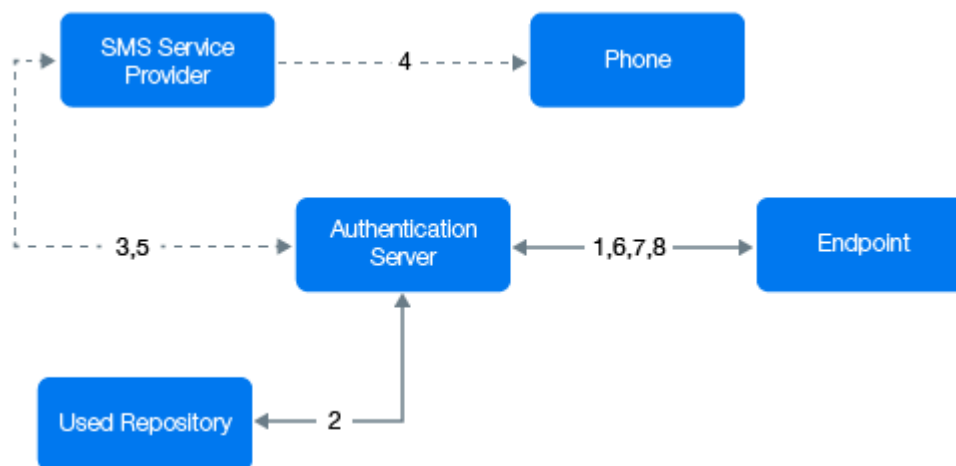 SMS Service
Provider
4
Phone
3,5
Authentication
Server
1,6,7,8
Endpoint
Used Repository
2